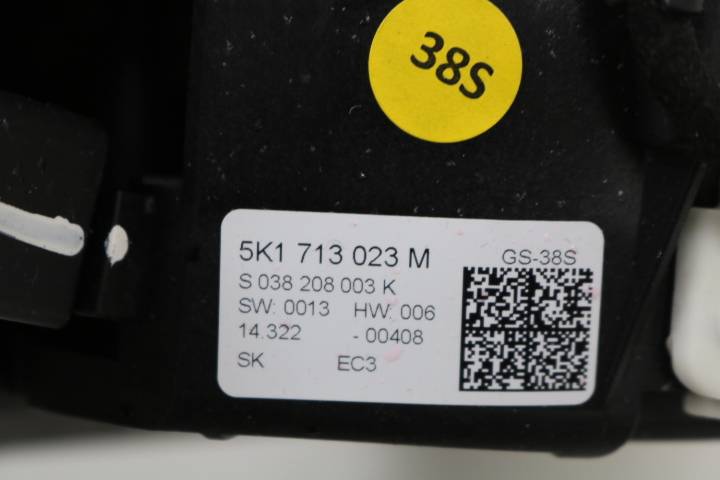 38S
5K1 713 023 M
GS-38S
S 038 208 003 K
SW: 0013 HW: 006
14.322 - 00408
SK EC3